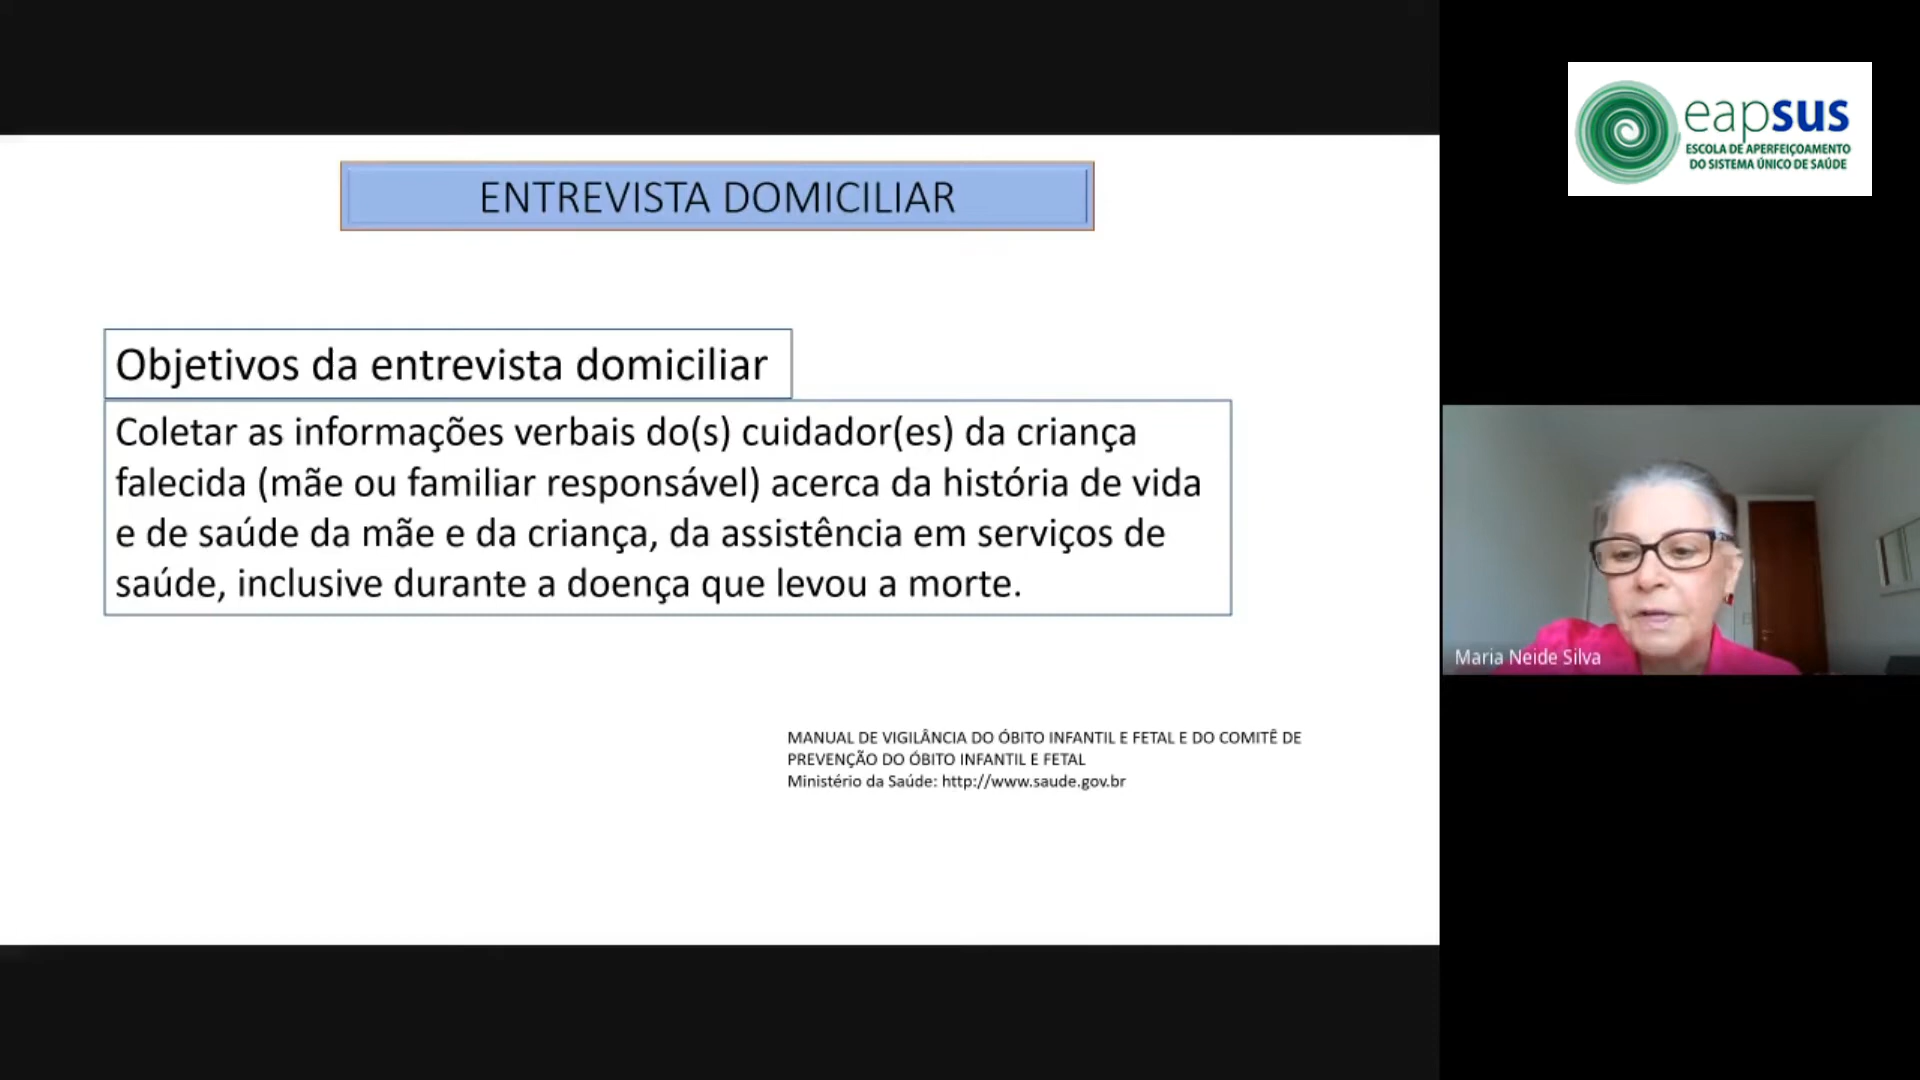 ENTREVISTA DOMICILIAR
Objetivos da entrevista domiciliar
Coletar as informações verbais do(s) cuidador(es) da criança
falecida (mãe ou familiar responsável) acerca da história de vida
e de saúde da mãe e da criança, da assistência em serviços de
saúde, inclusive durante a doença que levou a morte.
MANUAL DE VIGILÂNCIA DO ÓBITO INFANTIL E FETAL E DO COMITÊ DE
PREVENÇÃO DO ÓBITO INFANTIL E FETAL
Ministério da Saúde: http://www.saude.gov.br
eapsus
ESCOLA DE APERFEIÇOAMENTO
DO SISTEMA ÚNICO DE SAÚDE
Maria Neide Silva